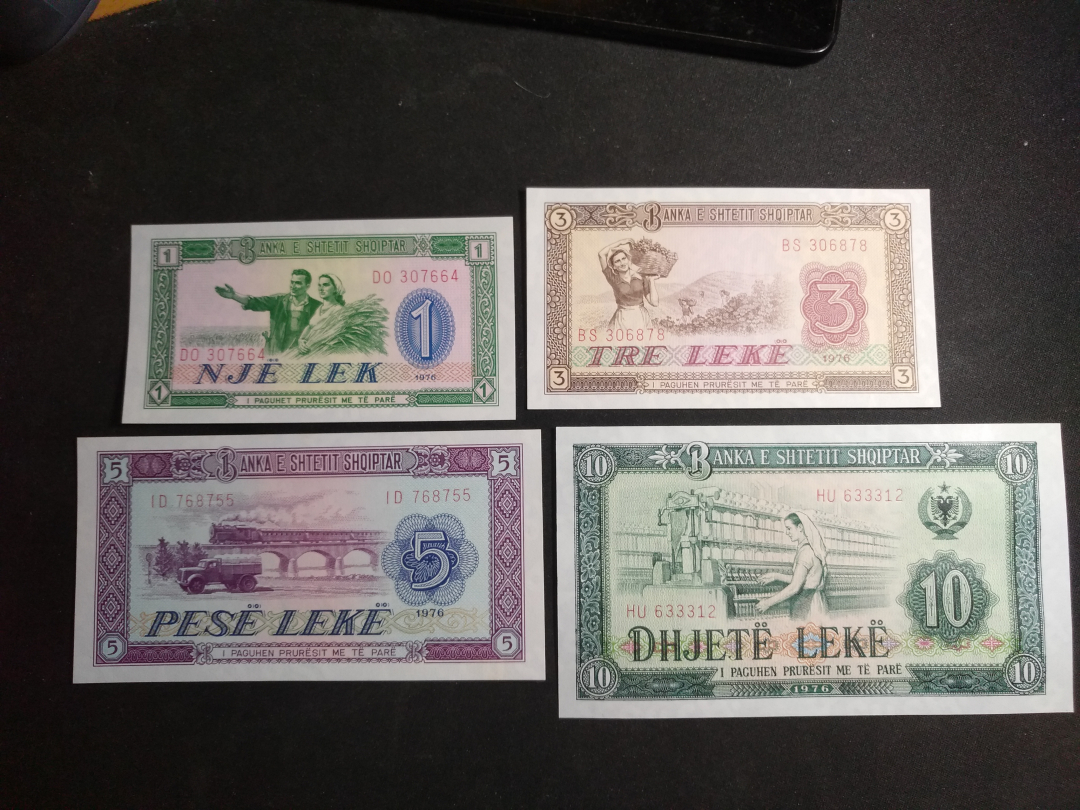 1 BANKA E SHTETIT SHQIPTAR 1
DO 307664
1
DO 307664
NJË LEK 1976
1 I PAGUHET PRURËSIT ME TË PARË 1
3 BANKA E SHTETIT SHQIPTAR 3
BS 306878
3
BS 306878
TRE LEKË 1976
3 I PAGUHEN PRURËSIT ME TË PARË 3
5 BANKA E SHTETIT SHQIPTAR 5
ID 768755 ID 768755
5
PESË LEKË 1976
5 I PAGUHEN PRURËSIT ME TË PARË 5
10 BANKA E SHTETIT SHQIPTAR 10
HU 633312
10
HU 633312
DHJETË LEKË
I PAGUHEN PRURËSIT ME TË PARË
10 1976 10